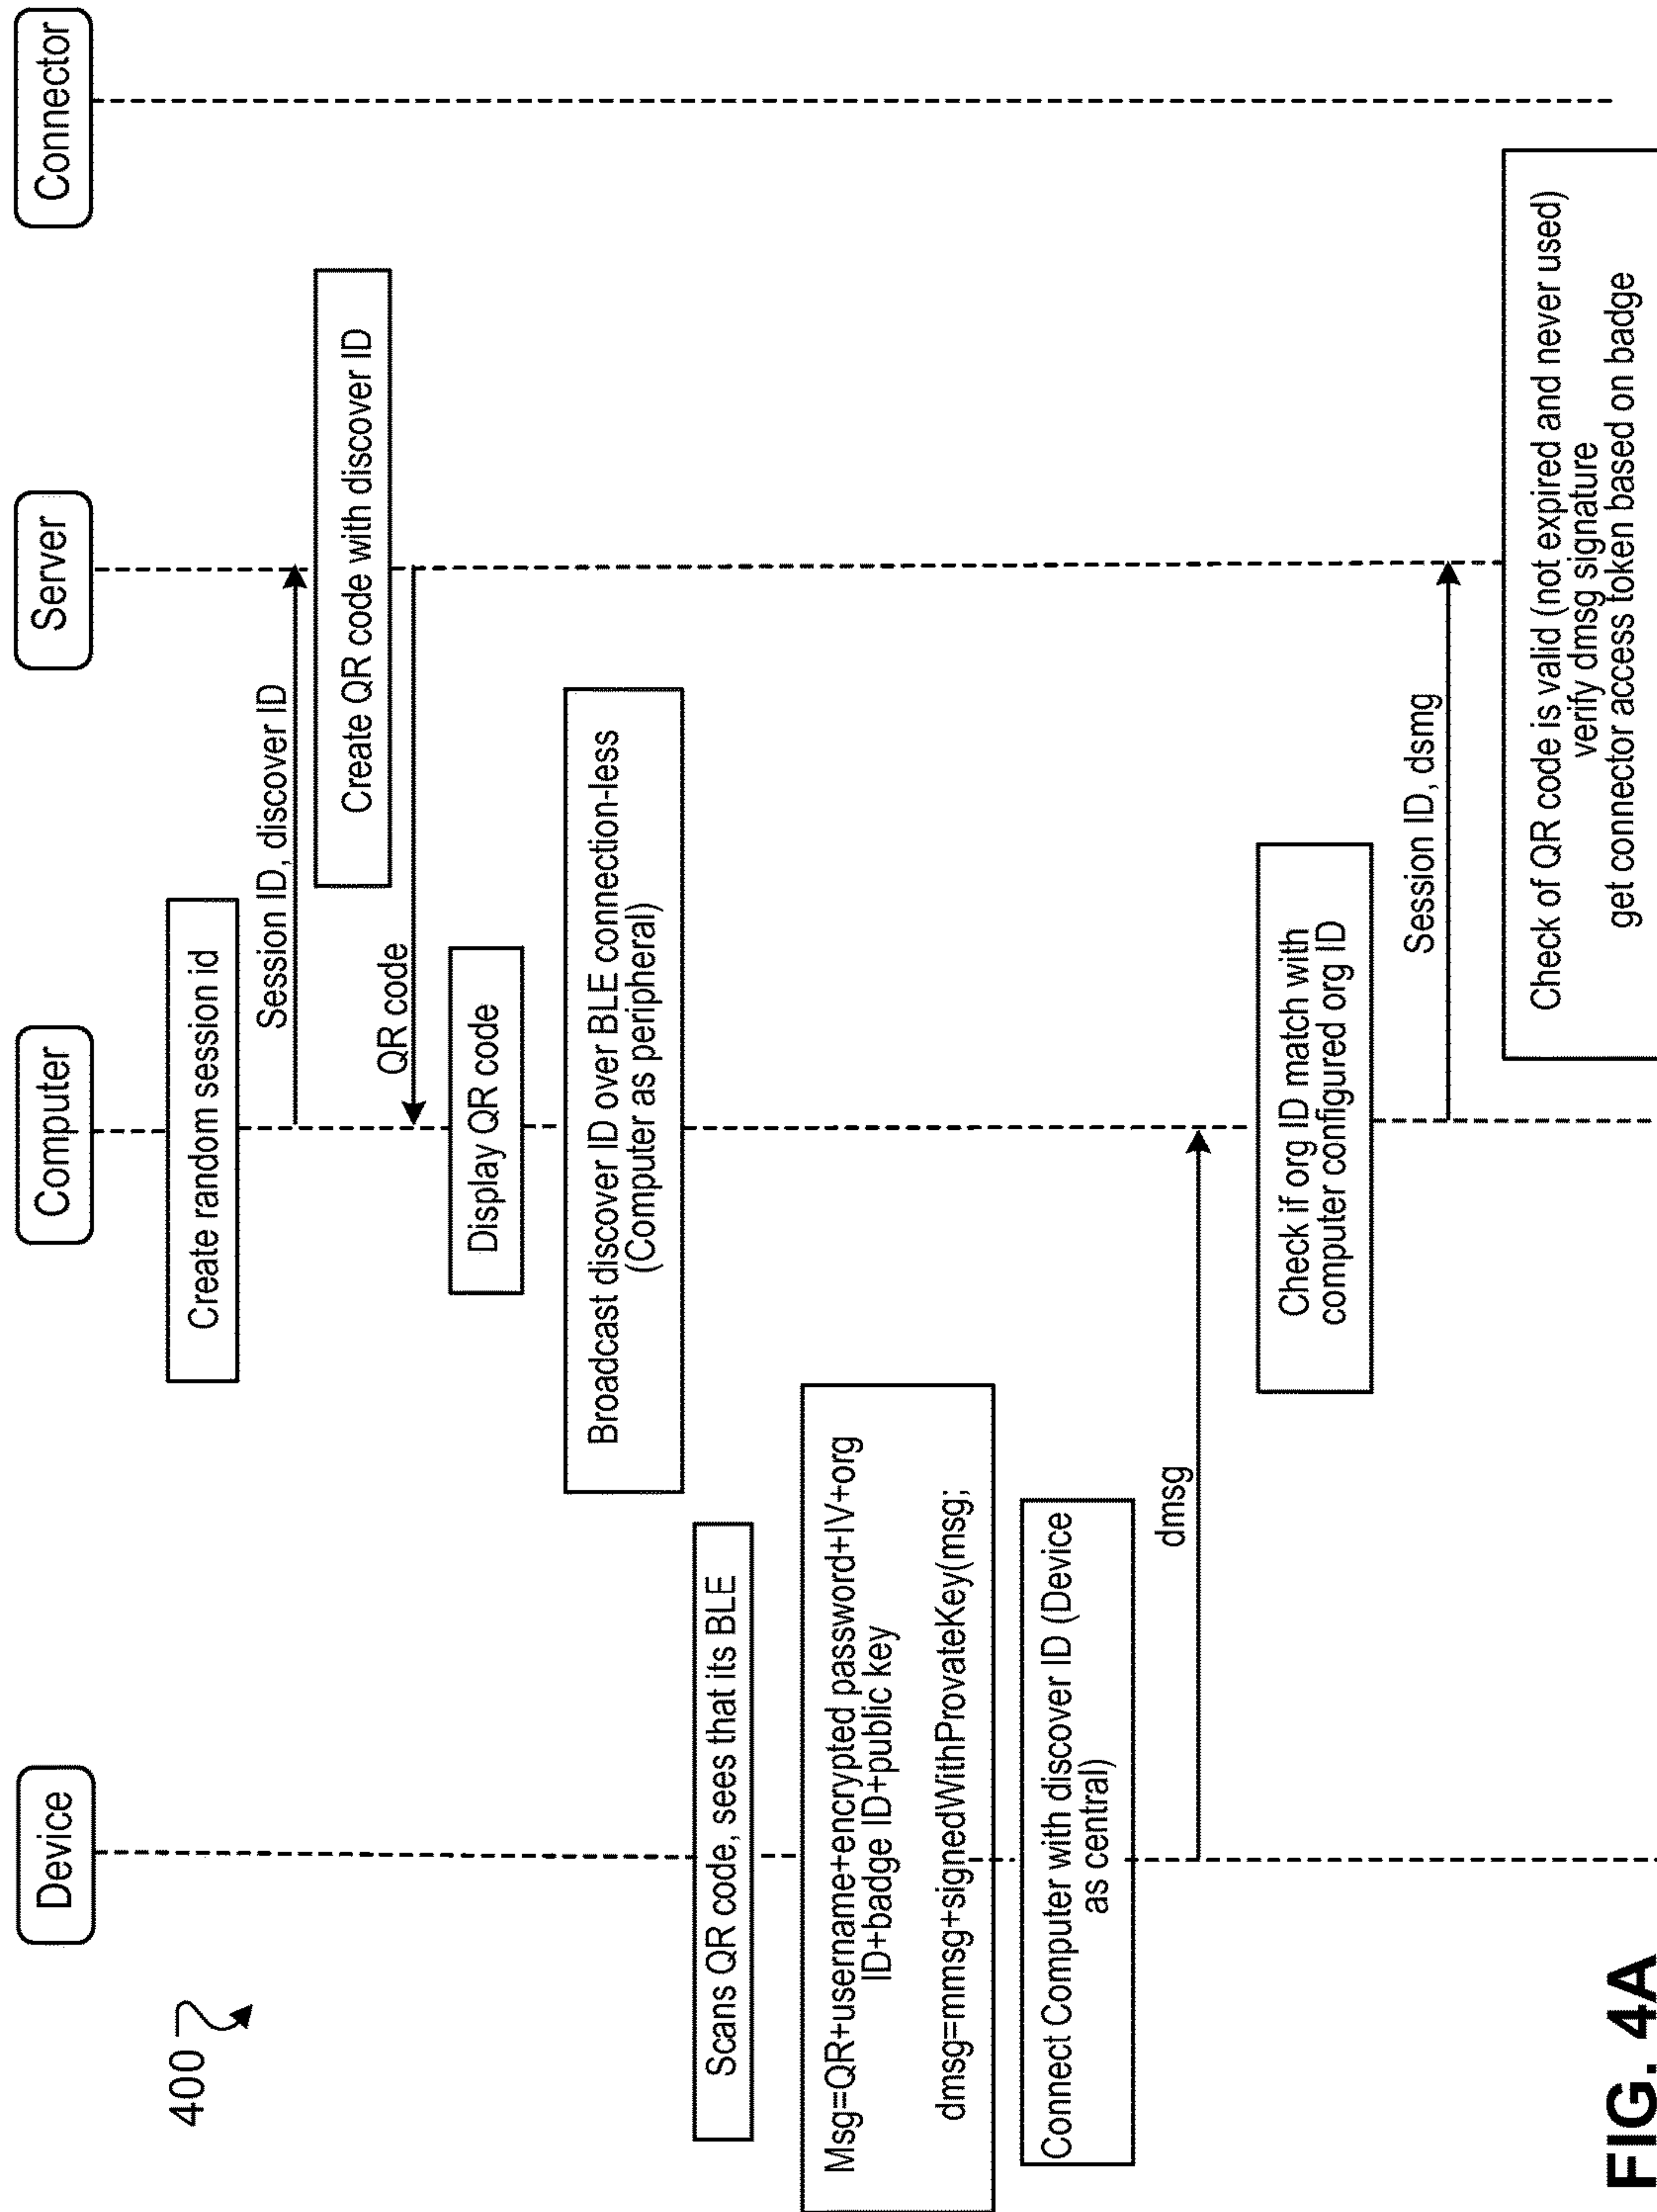 Device
Computer
Server
Connector
400
Create random session id
Session ID, discover ID
Create QR code with discover ID
QR code
Display QR code
Broadcast discover ID over BLE connection-less
(Computer as peripheral)
Scans QR code, sees that its BLE
Msg=QR+username+encrypted password+IV+org
ID+badge ID+public key
dmsg=mmsg+signedWithProvateKey(msg;
Connect Computer with discover ID (Device
as central)
dmsg
Check if org ID match with
computer configured org ID
Session ID, dsmg
Check of QR code is valid (not expired and never used)
verify dmsg signature
get connector access token based on badge
FIG. 4A